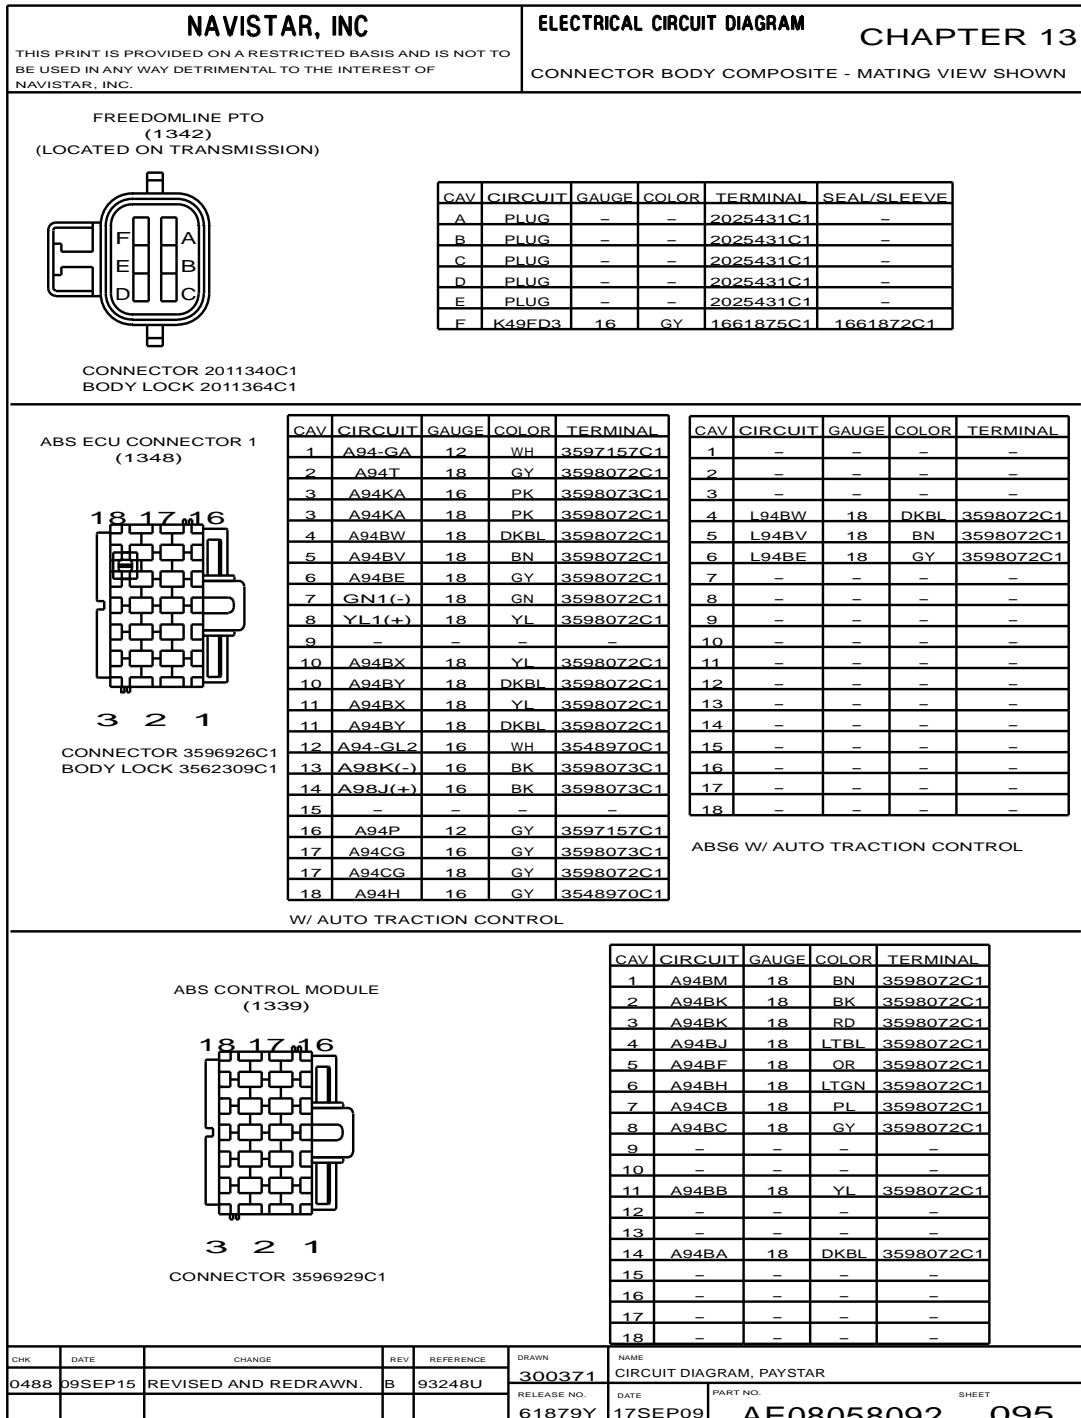 NAVISTAR, INC
THIS PRINT IS PROVIDED ON A RESTRICTED BASIS AND IS NOT TO
BE USED IN ANY WAY DETRIMENTAL TO THE INTEREST OF
NAVISTAR, INC.
ELECTRICAL CIRCUIT DIAGRAM
CHAPTER 13
CONNECTOR BODY COMPOSITE - MATING VIEW SHOWN
FREEDOMLINE PTO
(1342)
(LOCATED ON TRANSMISSION)
F A
E B
D C
CONNECTOR 2011340C1
BODY LOCK 2011364C1
CAV CIRCUIT GAUGE COLOR TERMINAL SEAL/SLEEVE
A PLUG – – 2025431C1 –
B PLUG – – 2025431C1 –
C PLUG – – 2025431C1 –
D PLUG – – 2025431C1 –
E PLUG – – 2025431C1 –
F K49FD3 16 GY 1661875C1 1661872C1
ABS ECU CONNECTOR 1
(1348)
18 17 16
3 2 1
CONNECTOR 3596926C1
BODY LOCK 3562309C1
CAV CIRCUIT GAUGE COLOR TERMINAL
1 A94-GA 12 WH 3597157C1
2 A94T 18 GY 3598072C1
3 A94KA 16 PK 3598073C1
3 A94KA 18 PK 3598072C1
4 A94BW 18 DKBL 3598072C1
5 A94BV 18 BN 3598072C1
6 A94BE 18 GY 3598072C1
7 GN1(-) 18 GN 3598072C1
8 YL1(+) 18 YL 3598072C1
9 – – – –
10 A94BX 18 YL 3598072C1
10 A94BY 18 DKBL 3598072C1
11 A94BX 18 YL 3598072C1
11 A94BY 18 DKBL 3598072C1
12 A94-GL2 16 WH 3548970C1
13 A98K(-) 16 BK 3598073C1
14 A98J(+) 16 BK 3598073C1
15 – – – –
16 A94P 12 GY 3597157C1
17 A94CG 16 GY 3598073C1
17 A94CG 18 GY 3598072C1
18 A94H 16 GY 3548970C1
W/ AUTO TRACTION CONTROL
CAV CIRCUIT GAUGE COLOR TERMINAL
1 – – – –
2 – – – –
3 – – – –
4 L94BW 18 DKBL 3598072C1
5 L94BV 18 BN 3598072C1
6 L94BE 18 GY 3598072C1
7 – – – –
8 – – – –
9 – – – –
10 – – – –
11 – – – –
12 – – – –
13 – – – –
14 – – – –
15 – – – –
16 – – – –
17 – – – –
18 – – – –
ABS6 W/ AUTO TRACTION CONTROL
ABS CONTROL MODULE
(1339)
18 17 16
3 2 1
CONNECTOR 3596929C1
CAV CIRCUIT GAUGE COLOR TERMINAL
1 A94BM 18 BN 3598072C1
2 A94BK 18 BK 3598072C1
3 A94BK 18 RD 3598072C1
4 A94BJ 18 LTBL 3598072C1
5 A94BF 18 OR 3598072C1
6 A94BH 18 LTGN 3598072C1
7 A94CB 18 PL 3598072C1
8 A94BC 18 GY 3598072C1
9 – – – –
10 – – – –
11 A94BB 18 YL 3598072C1
12 – – – –
13 – – – –
14 A94BA 18 DKBL 3598072C1
15 – – – –
16 – – – –
17 – – – –
18 – – – –
CHK DATE CHANGE REV REFERENCE
0488 09SEP15 REVISED AND REDRAWN. B 93248U
DRAWN
300371
NAME
CIRCUIT DIAGRAM, PAYSTAR
RELEASE NO. DATE PART NO. SHEET
61879Y 17SEP09 AE08058092 095